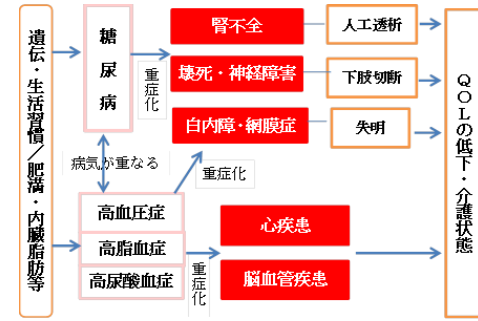 遺伝・生活習慣／肥満・内臓脂肪等
糖尿病
重症化
腎不全
人工透析
壊死・神経障害
下肢切断
白内障・網膜症
失明
病気が重なる
重症化
高血圧症
高脂血症
高尿酸血症
重症化
心疾患
脳血管疾患
QOLの低下・介護状態